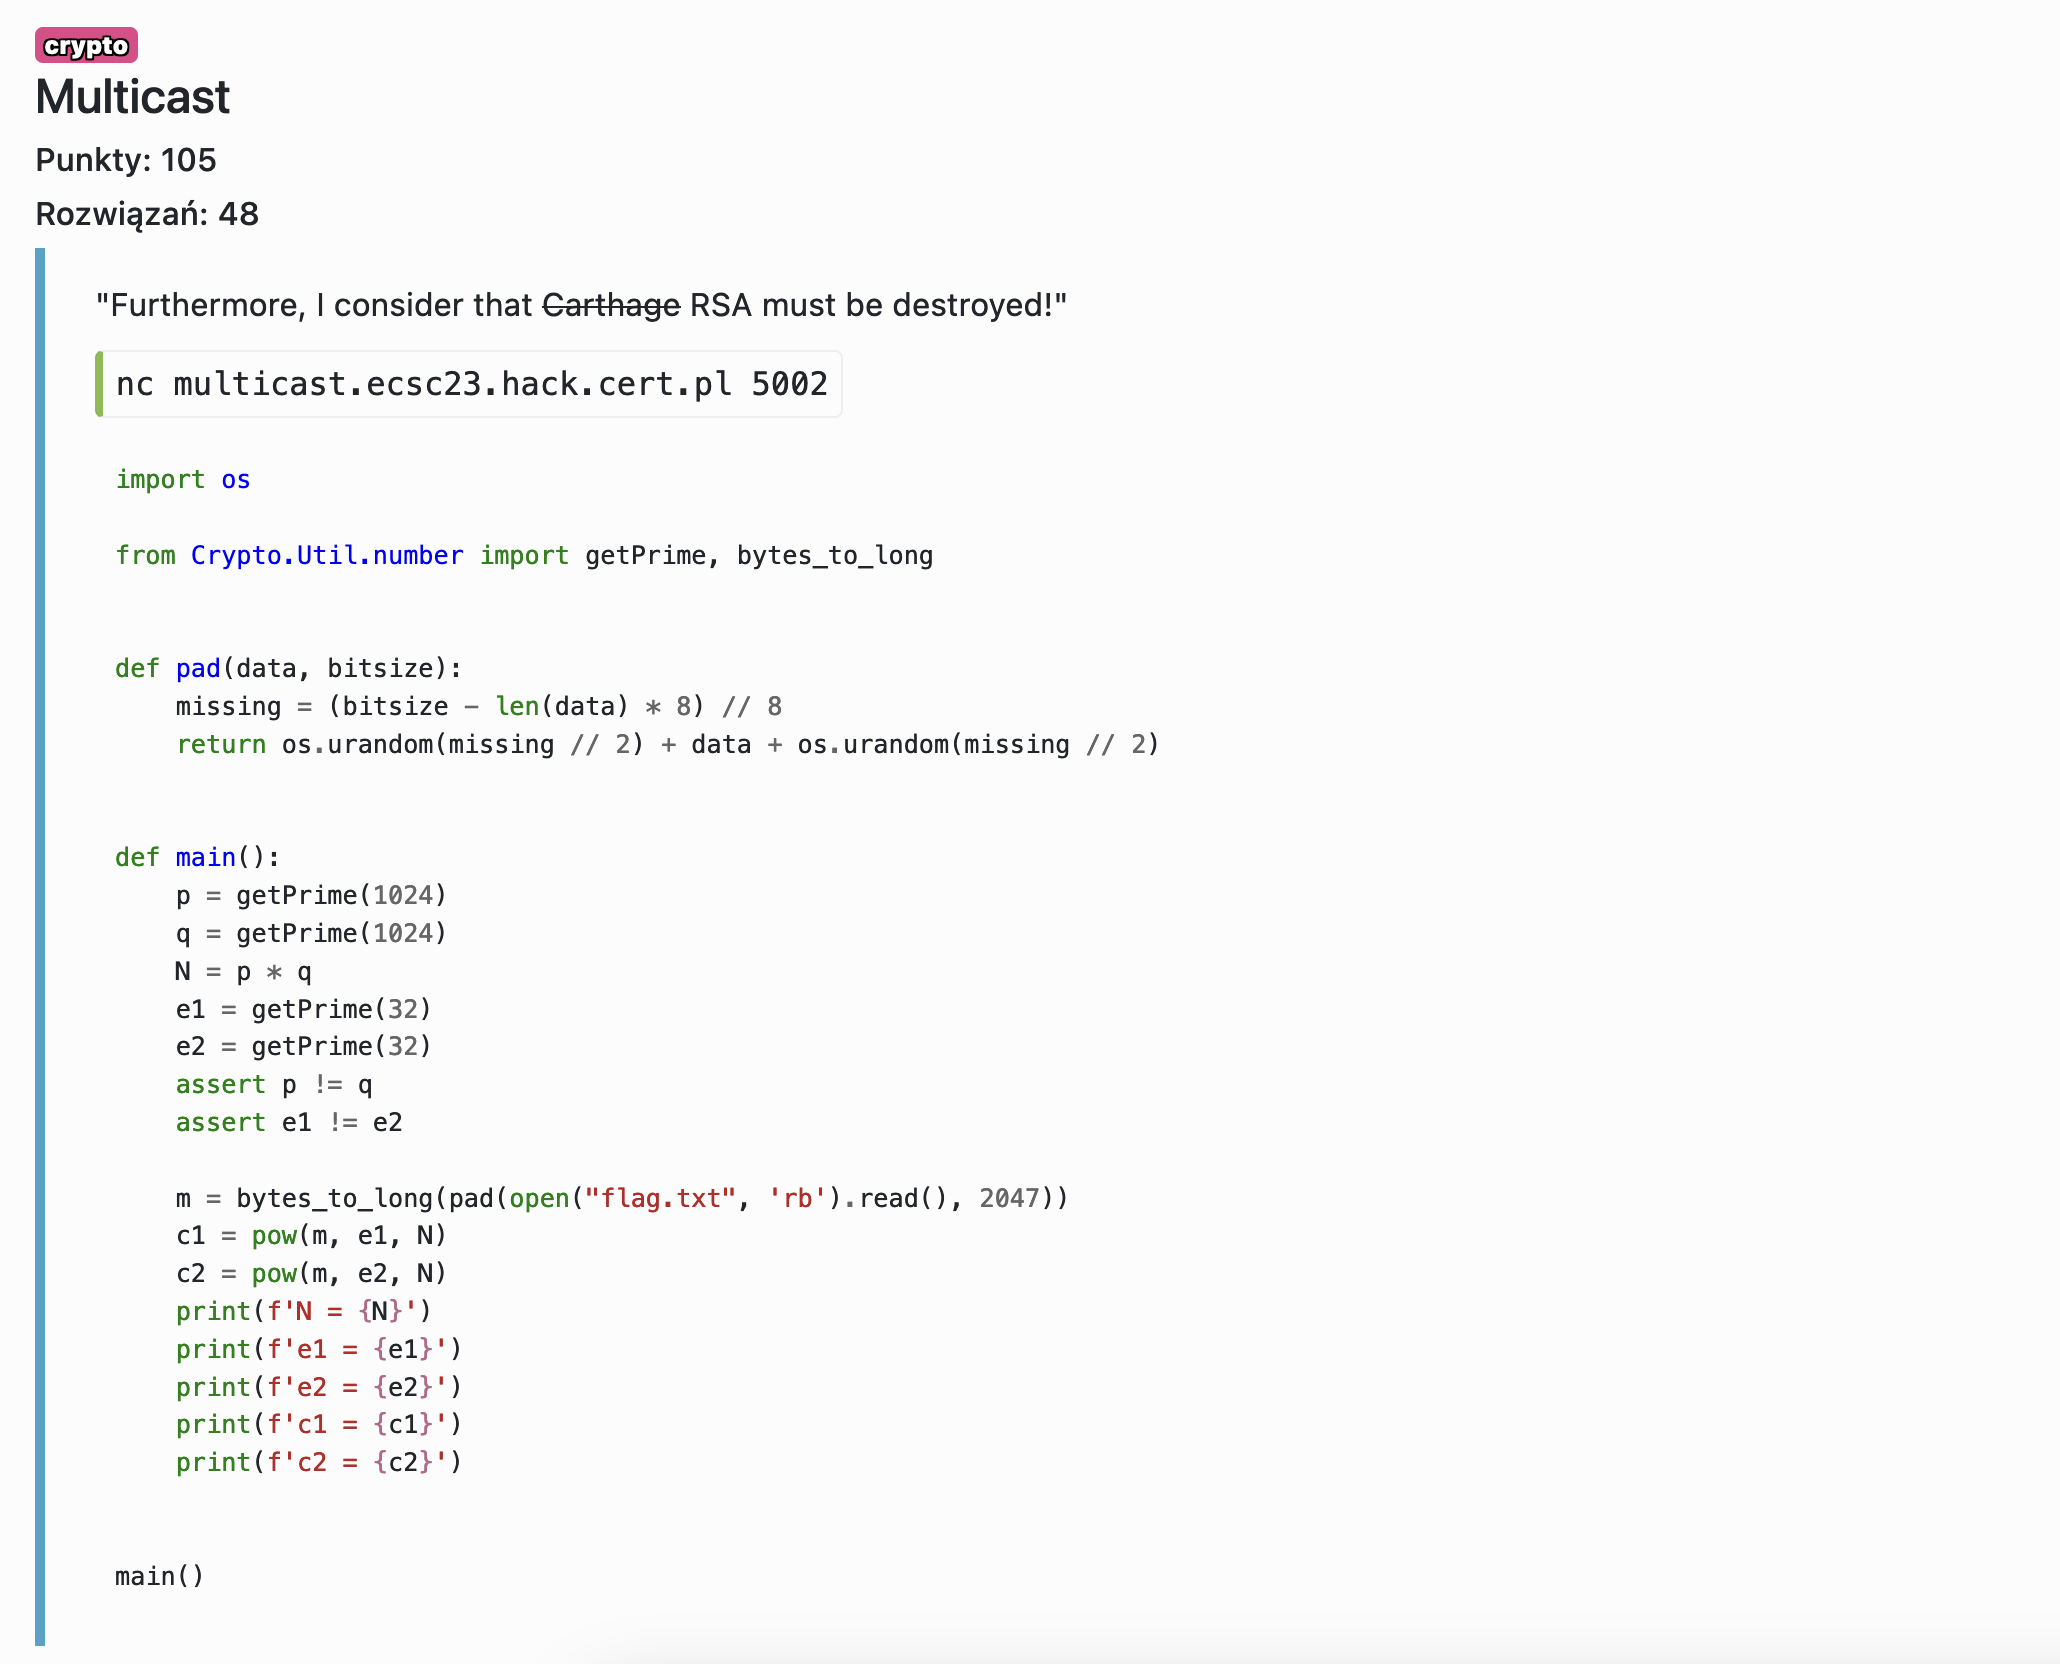 crypto
Multicast
Punkty: 105
Rozwiązań: 48
"Furthermore, I consider that Carthage RSA must be destroyed!"
nc multicast.ecsc23.hack.cert.pl 5002
import os
from Crypto.Util.number import getPrime, bytes_to_long
def pad(data, bitsize):
    missing = (bitsize - len(data) * 8) // 8
    return os.urandom(missing // 2) + data + os.urandom(missing // 2)
def main():
    p = getPrime(1024)
    q = getPrime(1024)
    N = p * q
    e1 = getPrime(32)
    e2 = getPrime(32)
    assert p != q
    assert e1 != e2
    m = bytes_to_long(pad(open("flag.txt", 'rb').read(), 2047))
    c1 = pow(m, e1, N)
    c2 = pow(m, e2, N)
    print(f'N = {N}')
    print(f'e1 = {e1}')
    print(f'e2 = {e2}')
    print(f'c1 = {c1}')
    print(f'c2 = {c2}')
main()